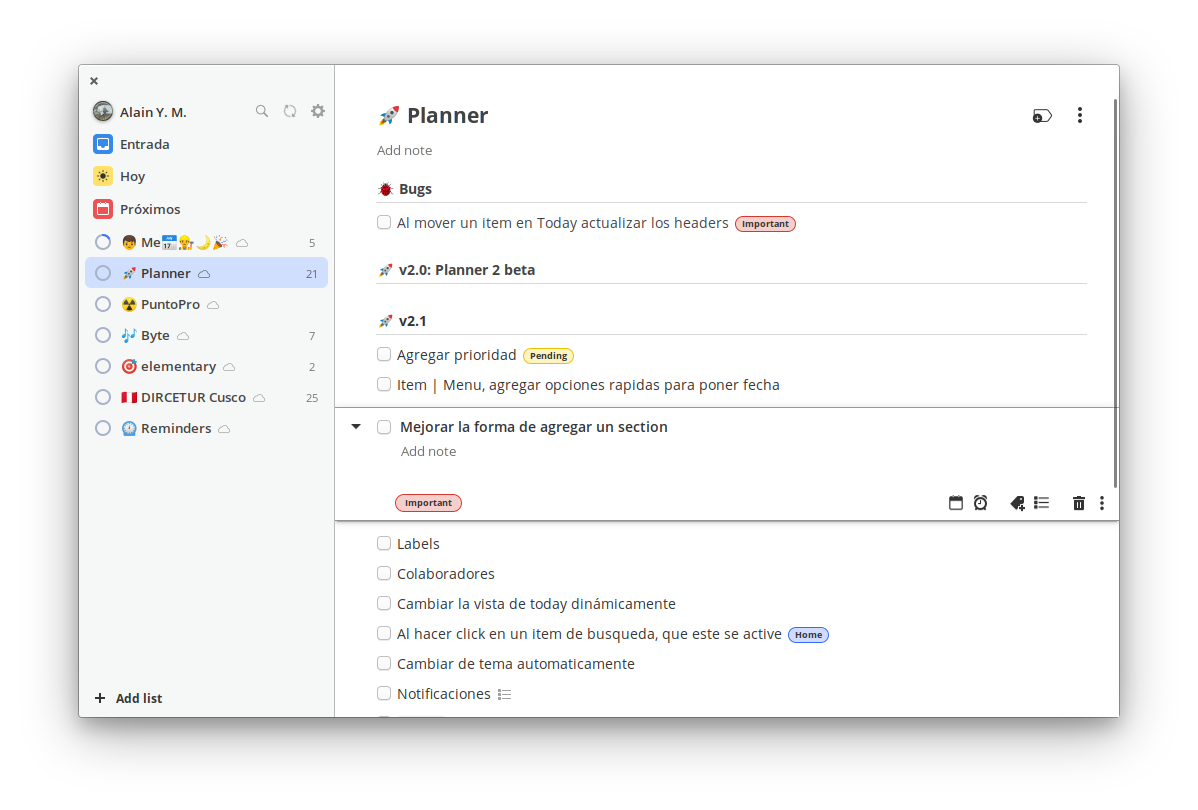 Alain Y. M.
Entrada
Hoy
Próximos
Me 5
Planner 21
PuntoPro
Byte 7
elementary 2
DIRCETUR Cusco 25
Reminders
Add list
Planner
Add note
Bugs
Al mover un item en Today actualizar los headers Important
v2.0: Planner 2 beta
v2.1
Agregar prioridad Pending
Item | Menu, agregar opciones rapidas para poner fecha
Mejorar la forma de agregar un section
Add note
Important
Labels
Colaboradores
Cambiar la vista de today dinámicamente
Al hacer click en un item de busqueda, que este se active Home
Cambiar de tema automaticamente
Notificaciones